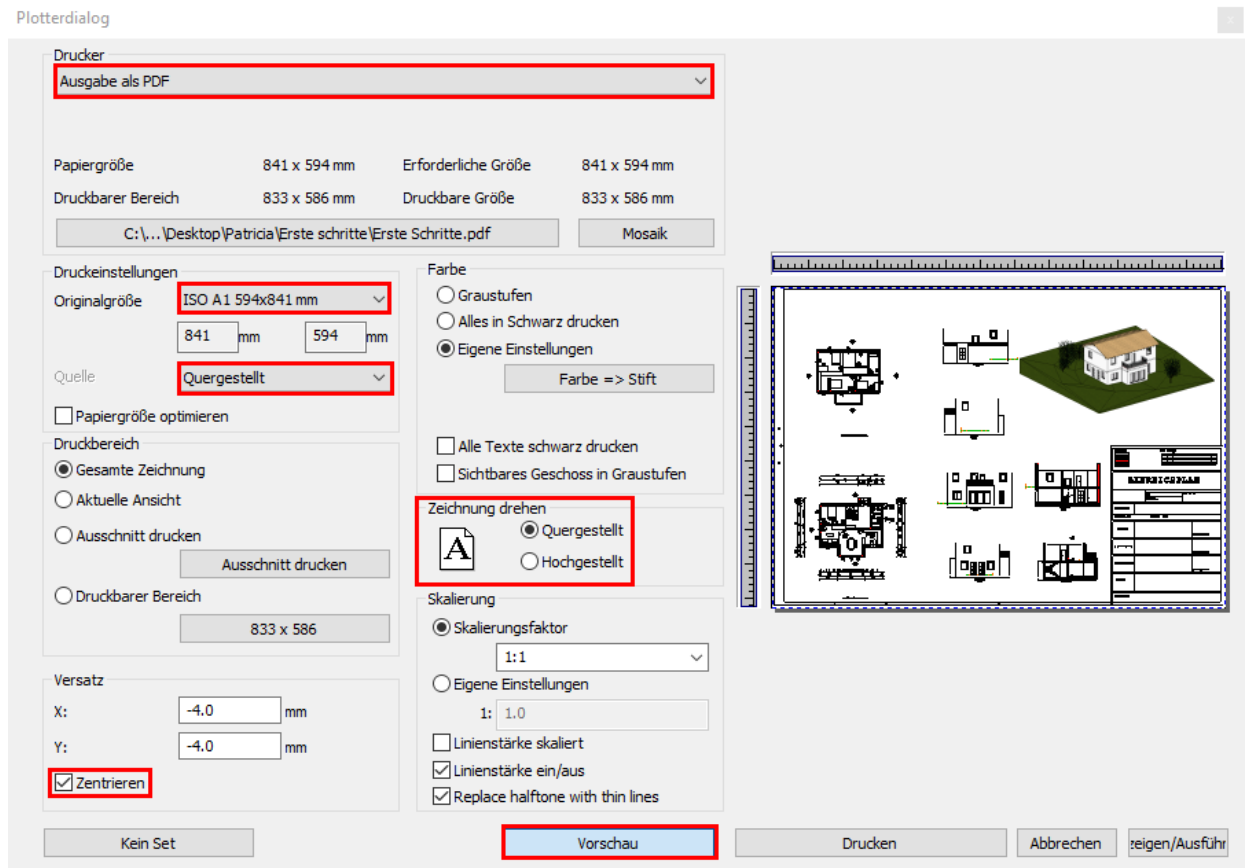 Plotterdialog
x
Drucker
Ausgabe als PDF
Papiergröße 841 x 594 mm Erforderliche Größe 841 x 594 mm
Druckbarer Bereich 833 x 586 mm Druckbare Größe 833 x 586 mm
C:\...\Desktop\Patricia\Erste schritte\Erste Schritte.pdf Mosaik
Druckeinstellungen
Originalgröße ISO A1 594x841 mm
841 mm 594 mm
Quelle Quergestellt
Papiergröße optimieren
Druckbereich
Gesamte Zeichnung
Aktuelle Ansicht
Ausschnitt drucken
Ausschnitt drucken
Druckbarer Bereich
833 x 586
Versatz
X: -4.0 mm
Y: -4.0 mm
Zentrieren
Farbe
Graustufen
Alles in Schwarz drucken
Eigene Einstellungen
Farbe => Stift
Alle Texte schwarz drucken
Sichtbares Geschoss in Graustufen
Zeichnung drehen
A
Quergestellt
Hochgestellt
Skalierung
Skalierungsfaktor
1:1
Eigene Einstellungen
1: 1.0
Linienstärke skaliert
Linienstärke ein/aus
Replace halftone with thin lines
EINREICHPLAN
Kein Set Vorschau Drucken Abbrechen zeigen/Ausführ